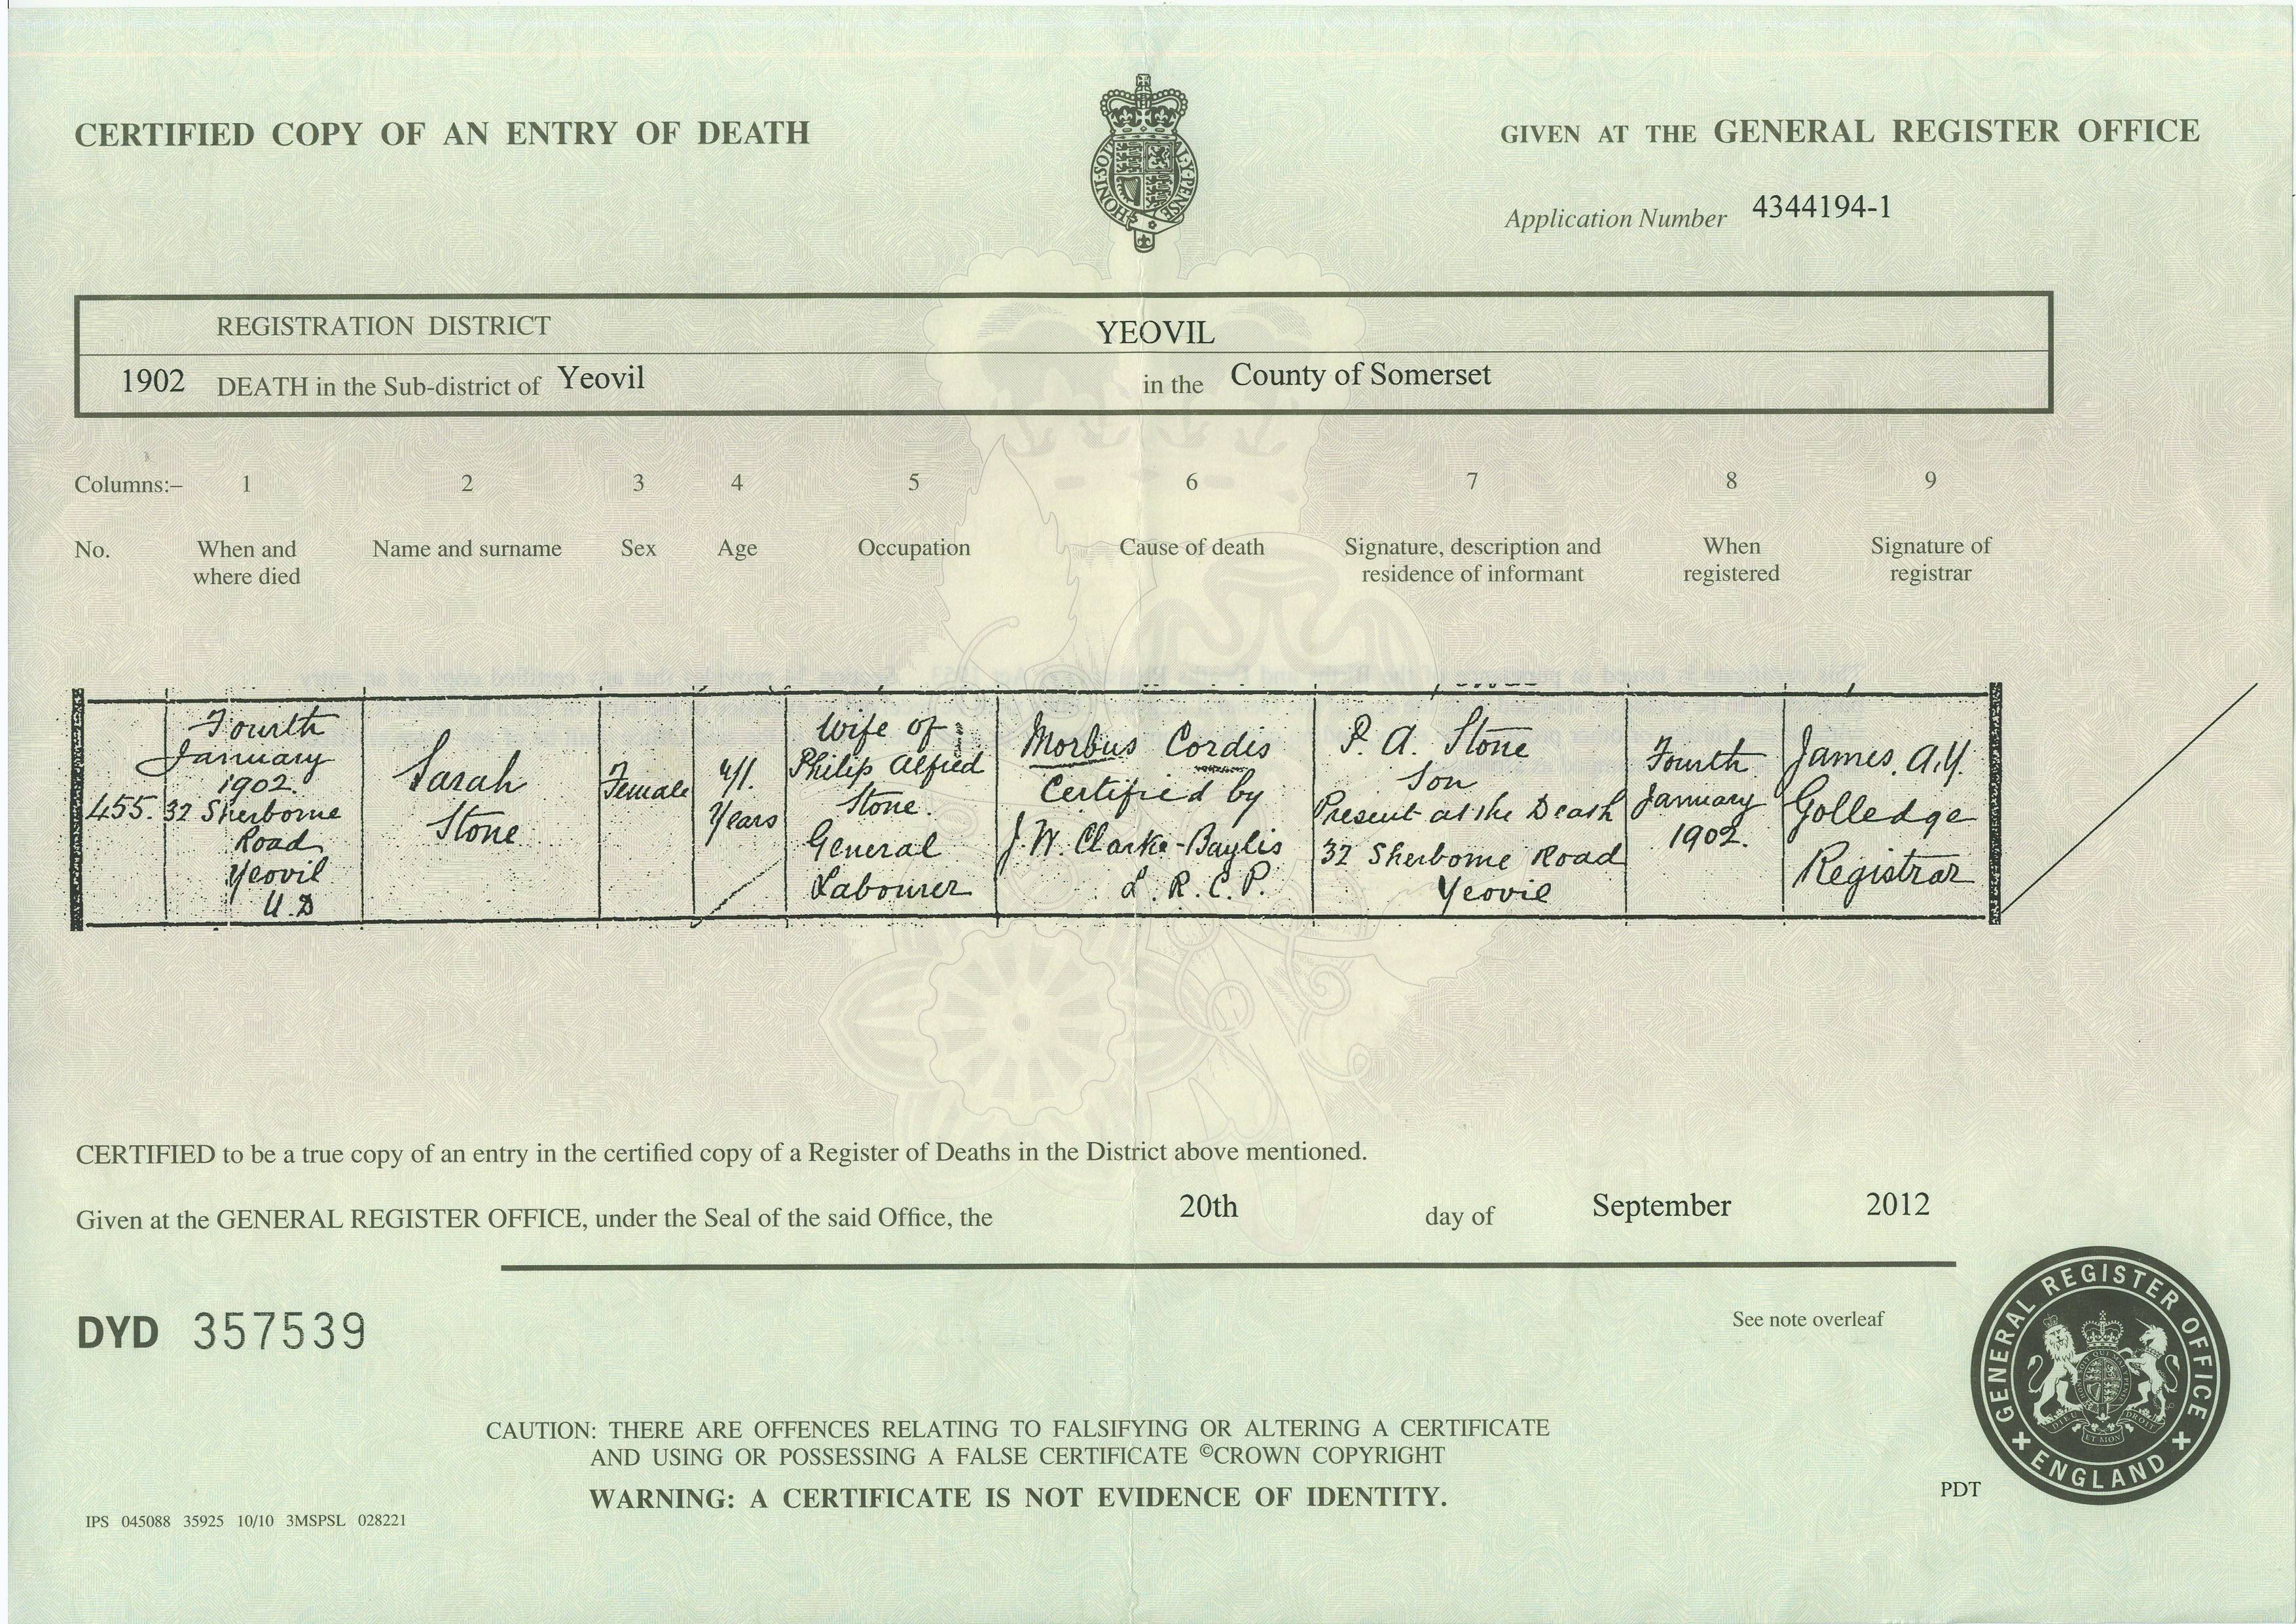 CERTIFIED COPY OF AN ENTRY OF DEATH
GIVEN AT THE GENERAL REGISTER OFFICE
HONI·SOI
AL·Y·PENSE
Application Number 4344194-1
REGISTRATION DISTRICT YEOVIL
1902 DEATH in the Sub-district of Yeovil in the County of Somerset
Columns:– 1 2 3 4 5 6 7 8 9
No.
When and
where died
Name and surname
Sex
Age
Occupation
Cause of death
Signature, description and
residence of informant
When
registered
Signature of
registrar
455.
Fourth
January
1902.
32 Sherborne
Road
Yeovil
U.D
Sarah
Stone
Female
41.
Years
Wife of
Philip Alfred
Stone.
General
Labourer
Morbus Cordis
Certified by
J. W. Clarke-Baylis
L. R. C. P.
P. A. Stone
Son
Present at the Death
32 Sherborne Road
Yeovil
Fourth
January
1902.
James. A.Y.
Golledge
Registrar
CERTIFIED to be a true copy of an entry in the certified copy of a Register of Deaths in the District above mentioned.
Given at the GENERAL REGISTER OFFICE, under the Seal of the said Office, the 20th day of September 2012
DYD 357539
See note overleaf
GENERAL REGISTER OFFICE
ENGLAND
CAUTION: THERE ARE OFFENCES RELATING TO FALSIFYING OR ALTERING A CERTIFICATE
AND USING OR POSSESSING A FALSE CERTIFICATE ©CROWN COPYRIGHT
WARNING: A CERTIFICATE IS NOT EVIDENCE OF IDENTITY.
PDT
IPS 045088 35925 10/10 3MSPSL 028221